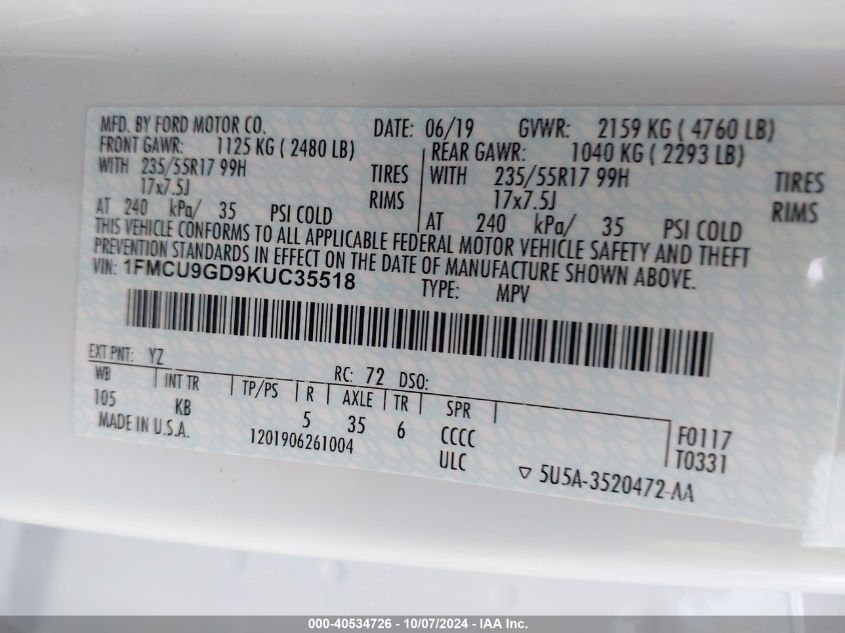 MFD. BY FORD MOTOR CO. DATE: 06/19 GVWR: 2159 KG ( 4760 LB)
FRONT GAWR: 1125 KG ( 2480 LB) REAR GAWR: 1040 KG ( 2293 LB)
WITH 235/55R17 99H TIRES WITH 235/55R17 99H TIRES
17x7.5J RIMS 17x7.5J RIMS
AT 240 kPa/ 35 PSI COLD AT 240 kPa/ 35 PSI COLD
THIS VEHICLE CONFORMS TO ALL APPLICABLE FEDERAL MOTOR VEHICLE SAFETY AND THEFT
PREVENTION STANDARDS IN EFFECT ON THE DATE OF MANUFACTURE SHOWN ABOVE.
VIN: 1FMCU9GD9KUC35518 TYPE: MPV
EXT PNT: YZ RC: 72 DSO:
WB INT TR TP/PS R AXLE TR SPR
105 KB 5 35 6 CCCC F0117
MADE IN U.S.A. 1201906261004 ULC T0331
▽ 5U5A-3520472-AA
000-40534726 - 10/07/2024 - IAA Inc.